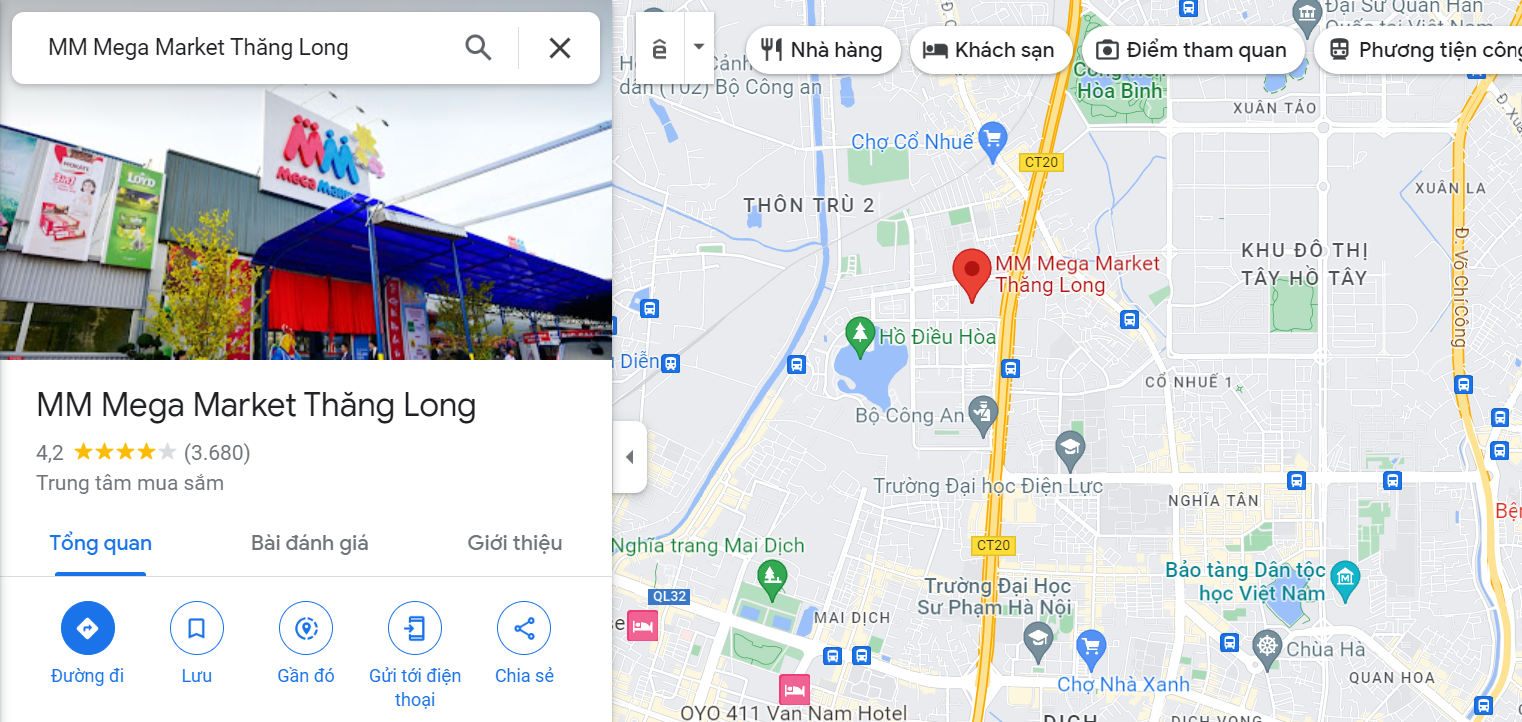 MM Mega Market Thăng Long
MM
Mega Market
LOYD
MM Mega Market Thăng Long
4,2 (3.680)
Trung tâm mua sắm
Tổng quan
Bài đánh giá
Giới thiệu
Đường đi
Lưu
Gần đó
Gửi tới điện
thoại
Chia sẻ
ê
Nhà hàng
Khách sạn
Điểm tham quan
Phương tiện công
Đại Sứ Quán Hàn
Quốc tại Việt Nam
dân (T02) Bộ Công an
Hòa Bình
XUÂN TẢO
Chợ Cổ Nhuế
CT20
XUÂN LA
THÔN TRÙ 2
KHU ĐÔ THỊ
TÂY HỒ TÂY
Đ. Võ Chí Công
MM Mega Market
Thăng Long
Hồ Điều Hòa
Diễn
CỔ NHUẾ 1
Bộ Công An
Trường Đại học Điện Lực
NGHĨA TÂN
CT20
Nghĩa trang Mai Dịch
Bảo tàng Dân tộc
học Việt Nam
Trường Đại Học
Sư Phạm Hà Nội
QL32
MAI DỊCH
Chùa Hà
QUAN HOA
Chợ Nhà Xanh
OYO 411 Van Nam Hotel
DỊCH
DỊCH VỌNG